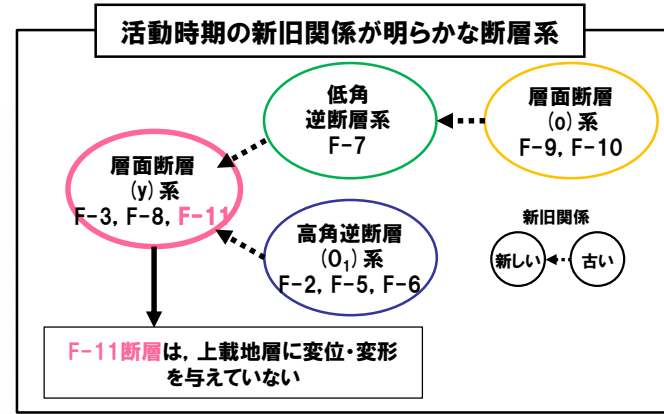 活動時期の新旧関係が明らかな断層系
低角
逆断層系
F-7
層面断層
(o)系
F-9, F-10
層面断層
(y)系
F-3, F-8, F-11
高角逆断層
(O₁)系
F-2, F-5, F-6
新旧関係
新しい
古い
F-11断層は, 上載地層に変位・変形
を与えていない